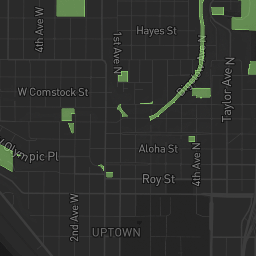 4th Ave W
1st Ave N
Hayes St
Taylor Ave N
W Comstock St
Olympic Pl
Aloha St
4th Ave N
Roy St
2nd Ave W
UPTOWN